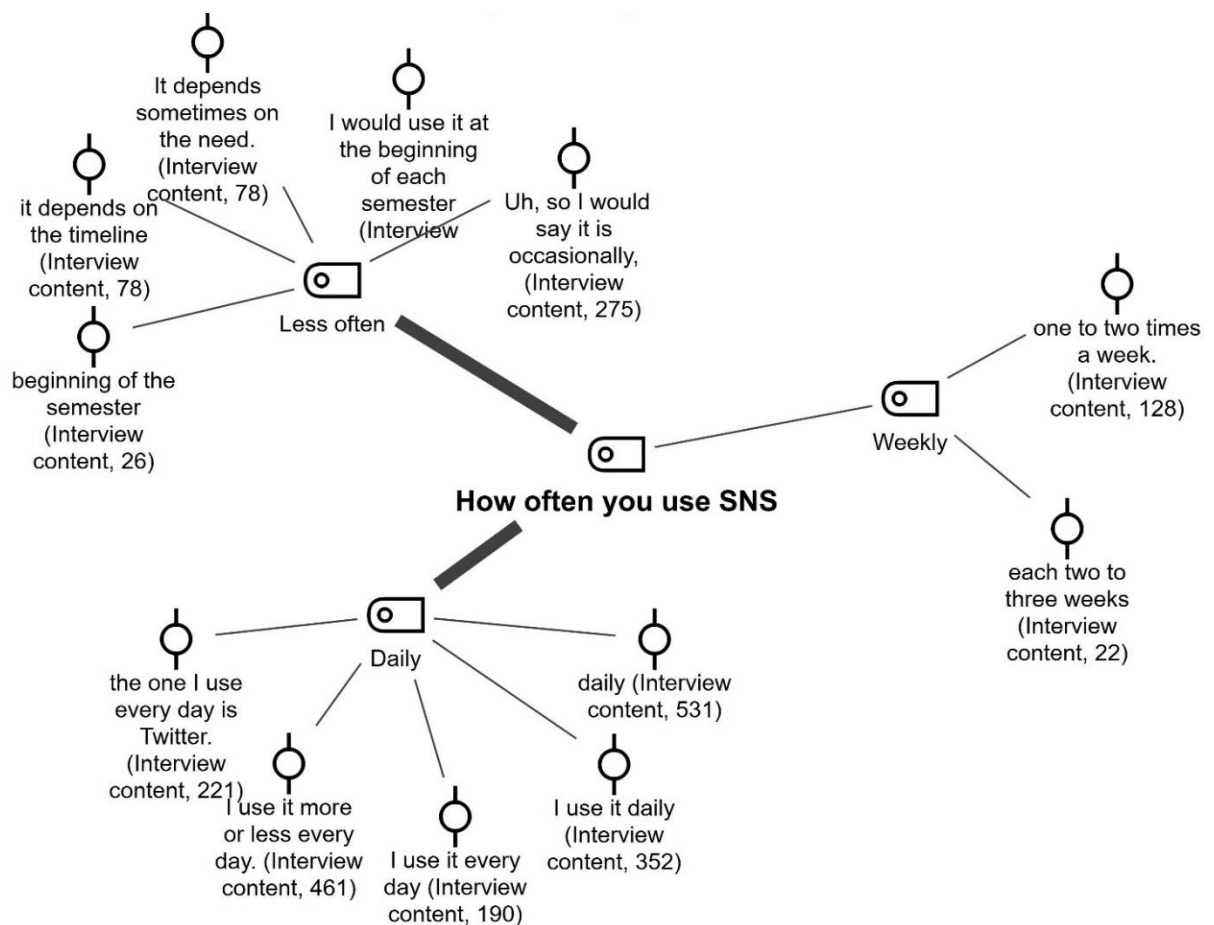 It depends
sometimes on
the need.
(Interview
content, 78)
I would use it at
the beginning
of each
semester
(Interview
it depends on
the timeline
(Interview
content, 78)
Uh, so I would
say it is
occasionally,
(Interview
content, 275)
Less often
beginning of the
semester
(Interview
content, 26)
one to two times
a week.
(Interview
content, 128)
Weekly
How often you use SNS
each two to
three weeks
(Interview
content, 22)
Daily
the one I use
every day is
Twitter.
(Interview
content, 221)
I use it more
or less every
day. (Interview
content, 461)
I use it every
day (Interview
content, 190)
I use it daily
(Interview
content, 352)
daily (Interview
content, 531)